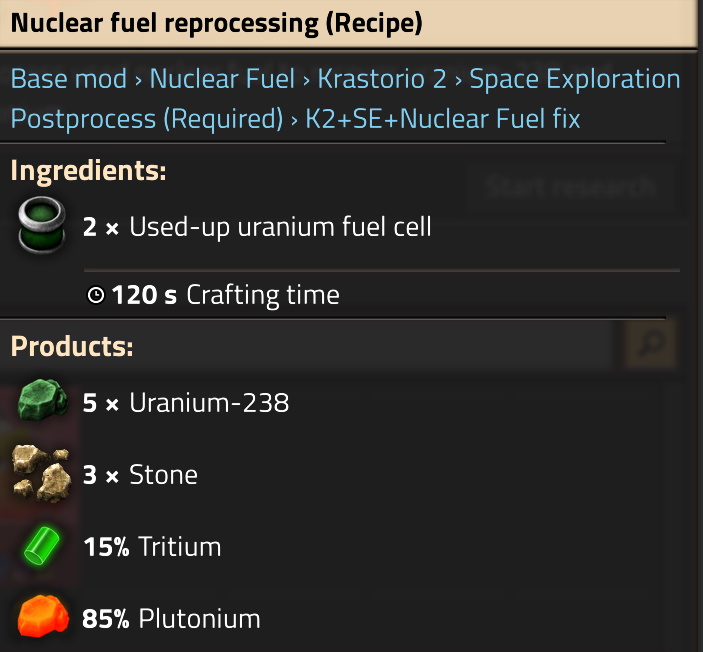 Nuclear fuel reprocessing (Recipe)
Base mod › Nuclear Fuel › Krastorio 2 › Space Exploration
Postprocess (Required) › K2+SE+Nuclear Fuel fix
Ingredients:
Start research
2 × Used-up uranium fuel cell
120 s Crafting time
Products:
5 × Uranium-238
3 × Stone
15% Tritium
85% Plutonium